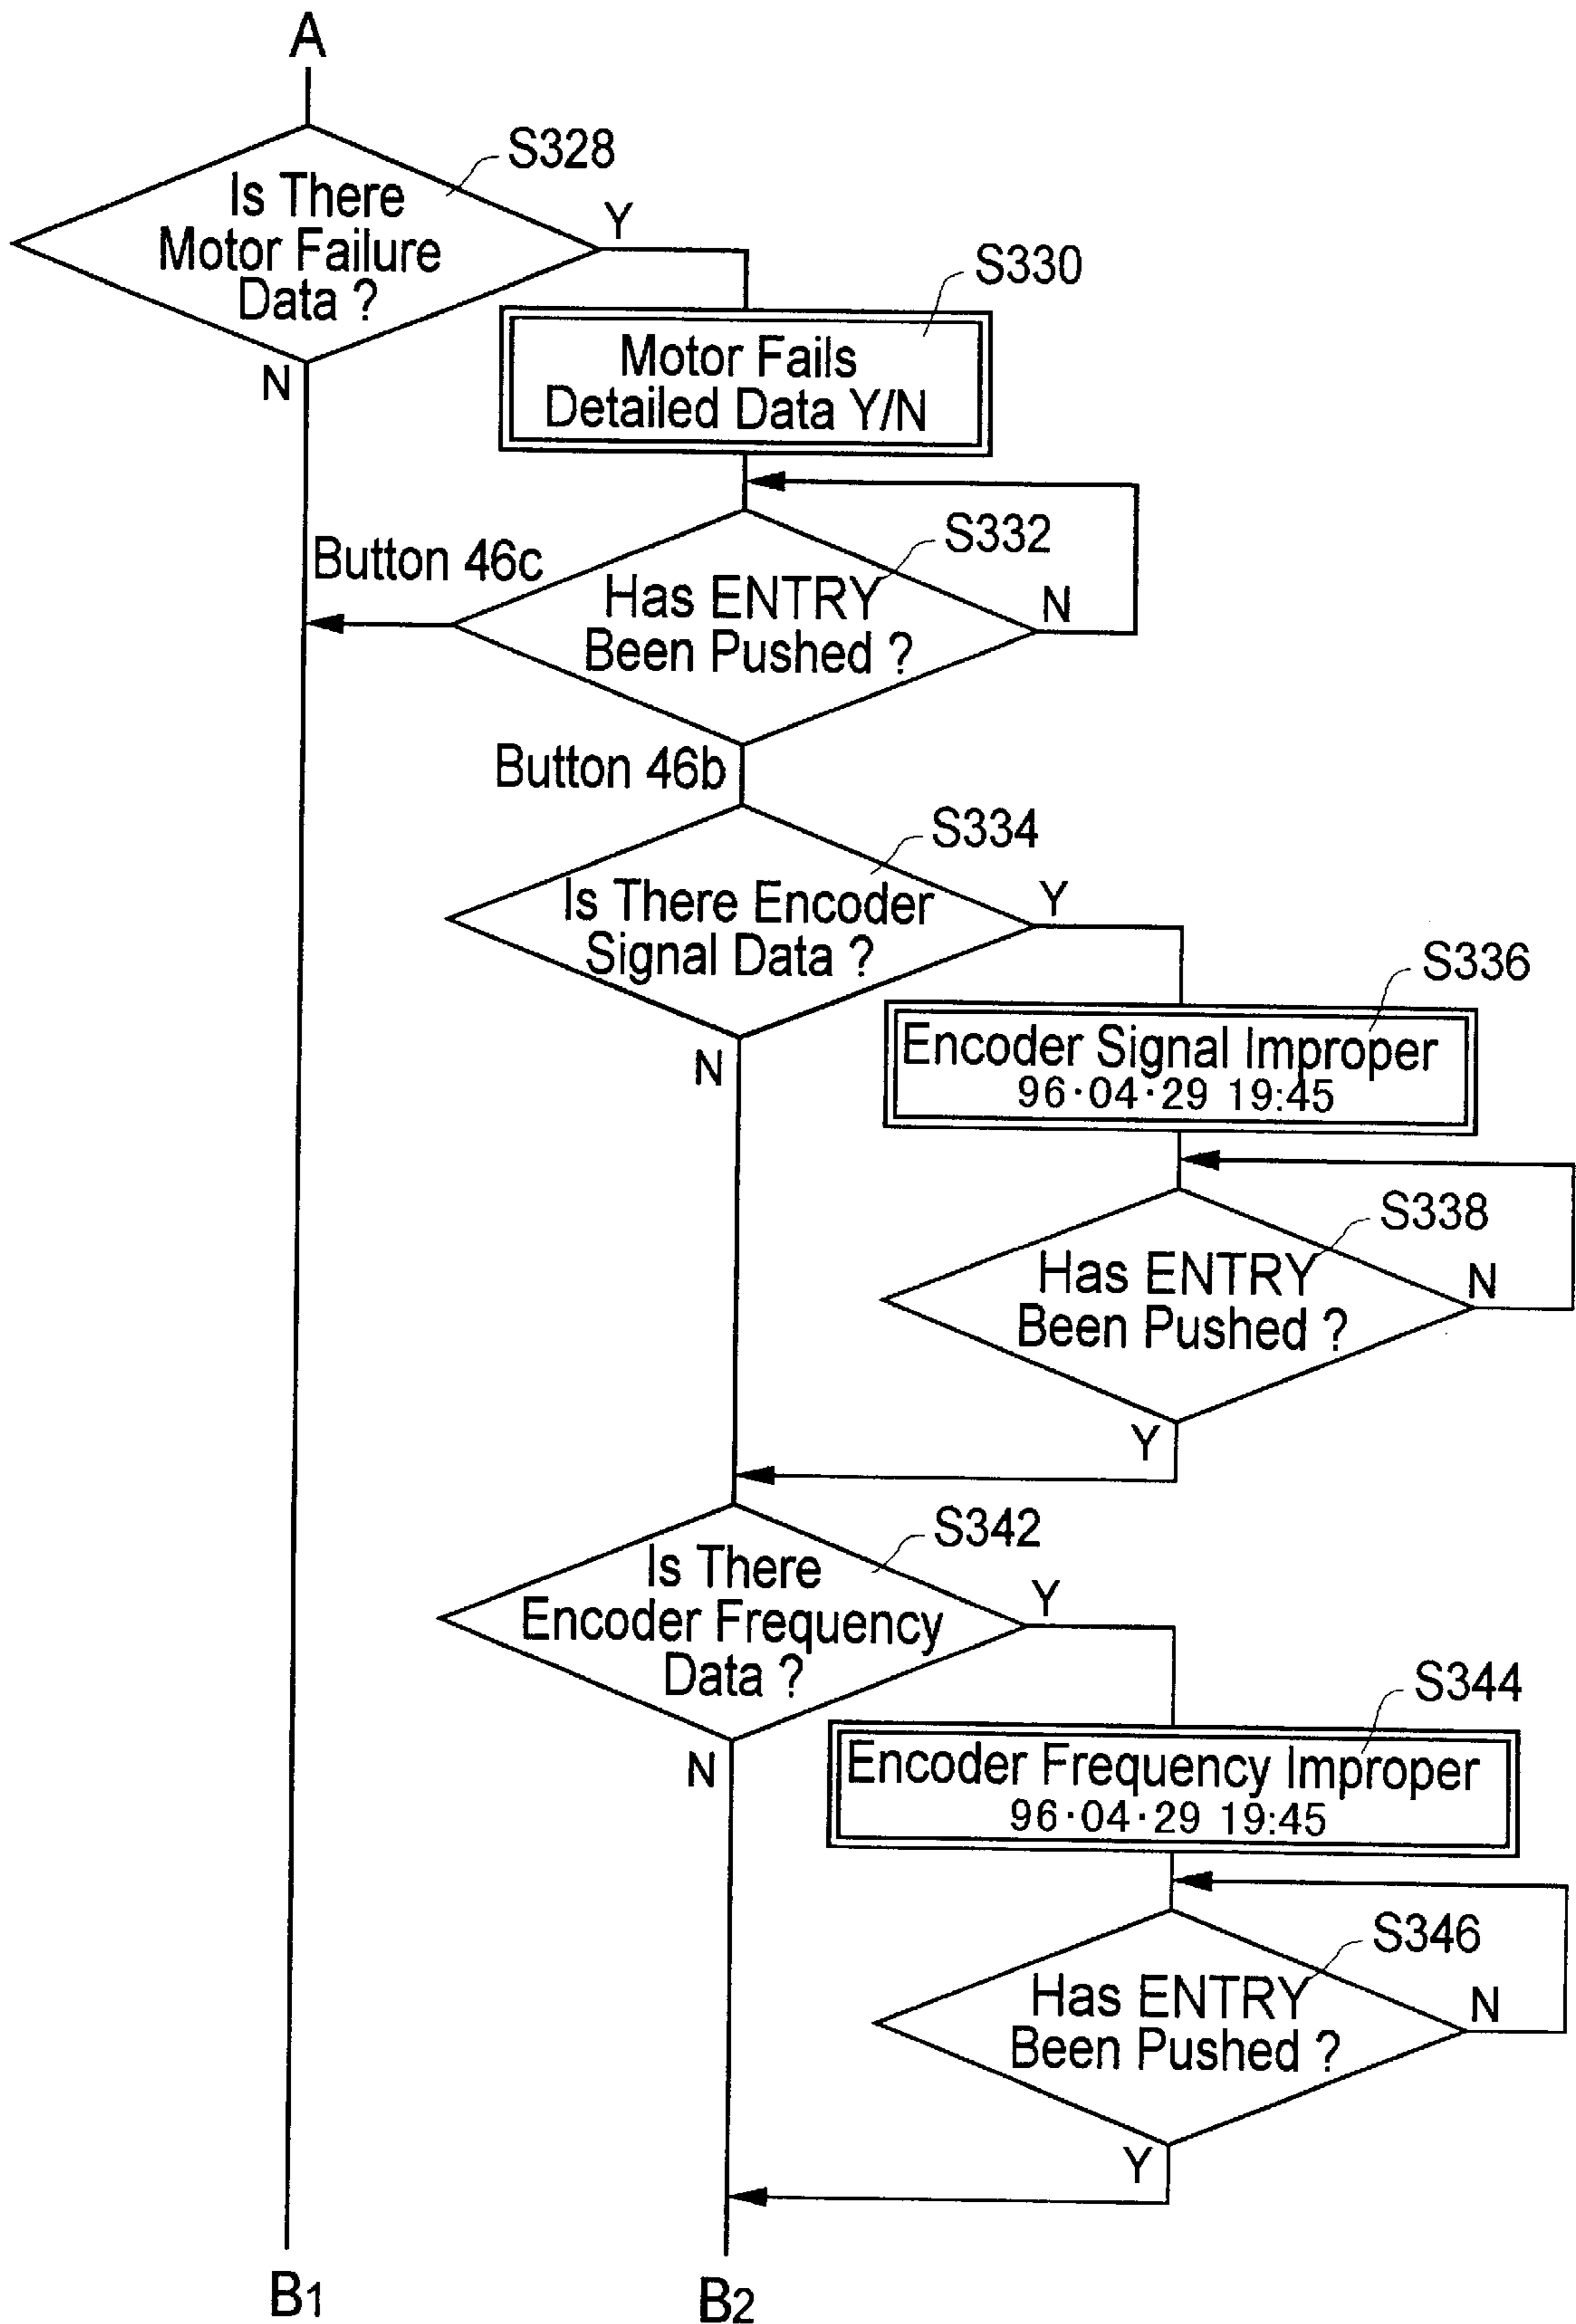 A
S328
Is There
Motor Failure
Data ?
Y
N
S330
Motor Fails
Detailed Data Y/N
S332
Button 46c
Has ENTRY
Been Pushed ?
N
Button 46b
S334
Is There Encoder
Signal Data ?
Y
N
S336
Encoder Signal Improper
96·04·29 19:45
S338
Has ENTRY
Been Pushed ?
N
Y
S342
Is There
Encoder Frequency
Data ?
Y
N
S344
Encoder Frequency Improper
96·04·29 19:45
S346
Has ENTRY
Been Pushed ?
N
Y
B1
B2